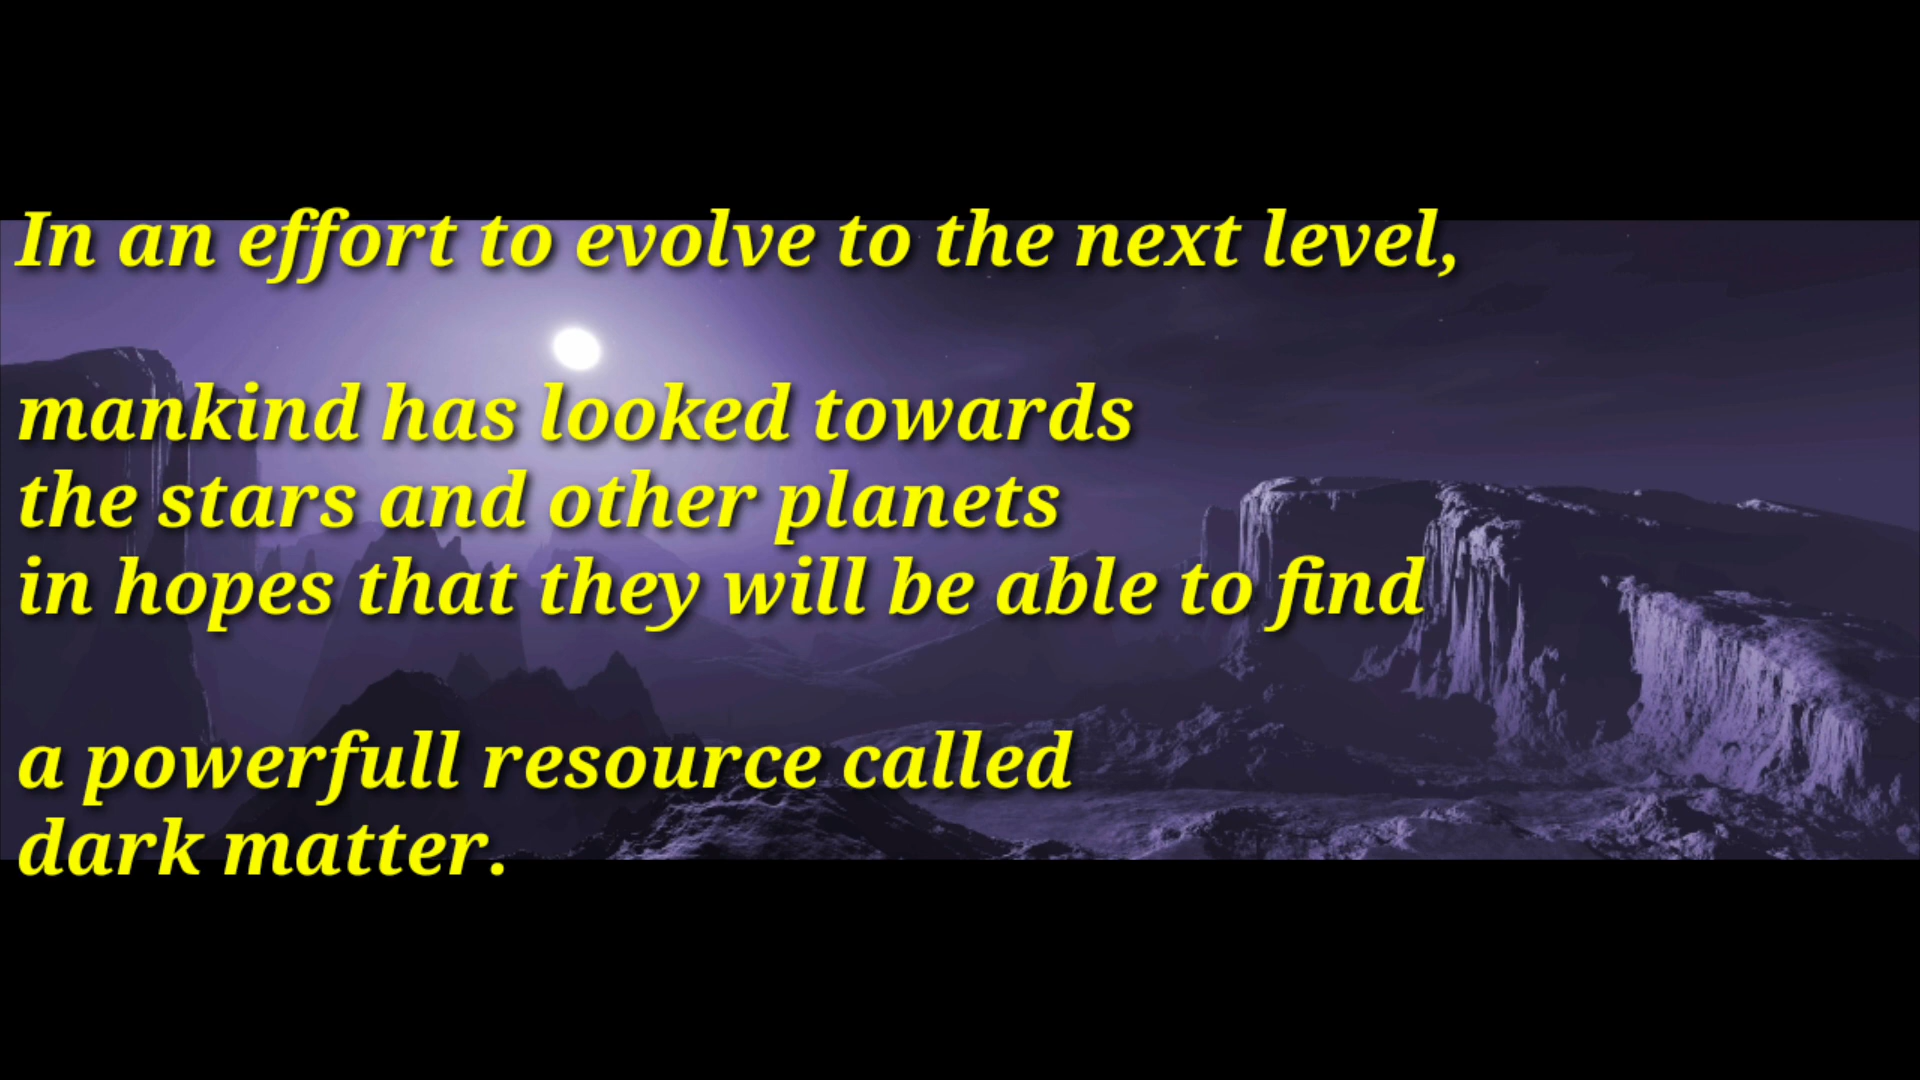 In an effort to evolve to the next level,
mankind has looked towards
the stars and other planets
in hopes that they will be able to find
a powerfull resource called
dark matter.